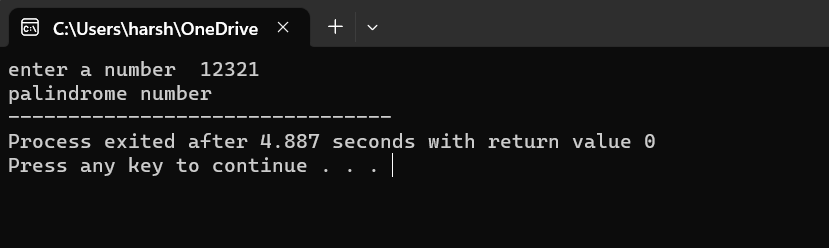 C:\Users\harsh\OneDrive
enter a number  12321
palindrome number
--------------------------------
Process exited after 4.887 seconds with return value 0
Press any key to continue . . .